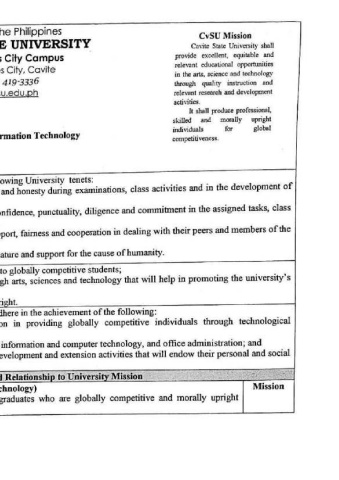 he Philippines
E UNIVERSITY
s City Campus
s City, Cavite
419-3336
u.edu.ph
rmation Technology
CvSU Mission
Cavite State University shall
provide excellent, equitable and
relevant educational opportunities
in the arts, science and technology
through quality instruction and
relevant research and development
activities.
It shall produce professional,
skilled and morally upright
individuals for global
competitiveness.
owing University tenets:
and honesty during examinations, class activities and in the development of
nfidence, punctuality, diligence and commitment in the assigned tasks, class
port, fairness and cooperation in dealing with their peers and members of the
ature and support for the cause of humanity.
to globally competitive students;
gh arts, sciences and technology that will help in promoting the university's
right.
dhere in the achievement of the following:
on in providing globally competitive individuals through technological
information and computer technology, and office administration; and
evelopment and extension activities that will endow their personal and social
d Relationship to University Mission
chnology)
Mission
graduates who are globally competitive and morally upright